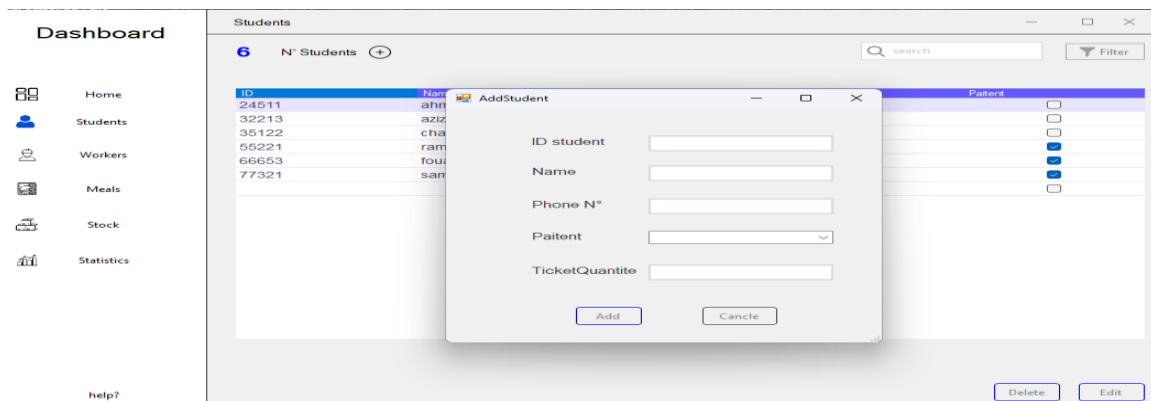 Dashboard
Home
Students
Workers
Meals
Stock
Statistics
help?
Students
6 N° Students
search
Filter
ID Paitent
24511
32213
35122
55221
66653
77321
AddStudent
ID student
Name
Phone N°
Paitent
TicketQuantite
Add Cancle
Delete Edit